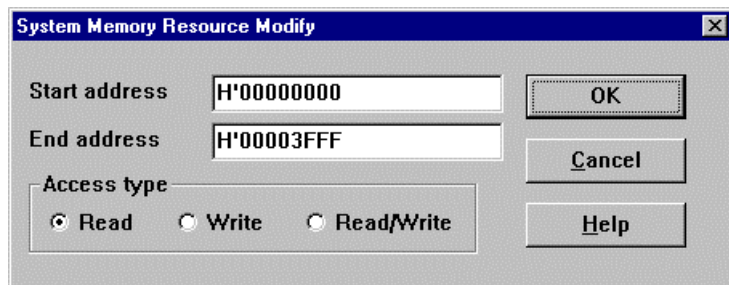 System Memory Resource Modify
Start address H'00000000 OK
End address H'00003FFF
Cancel
Access type
Read Write Read/Write Help